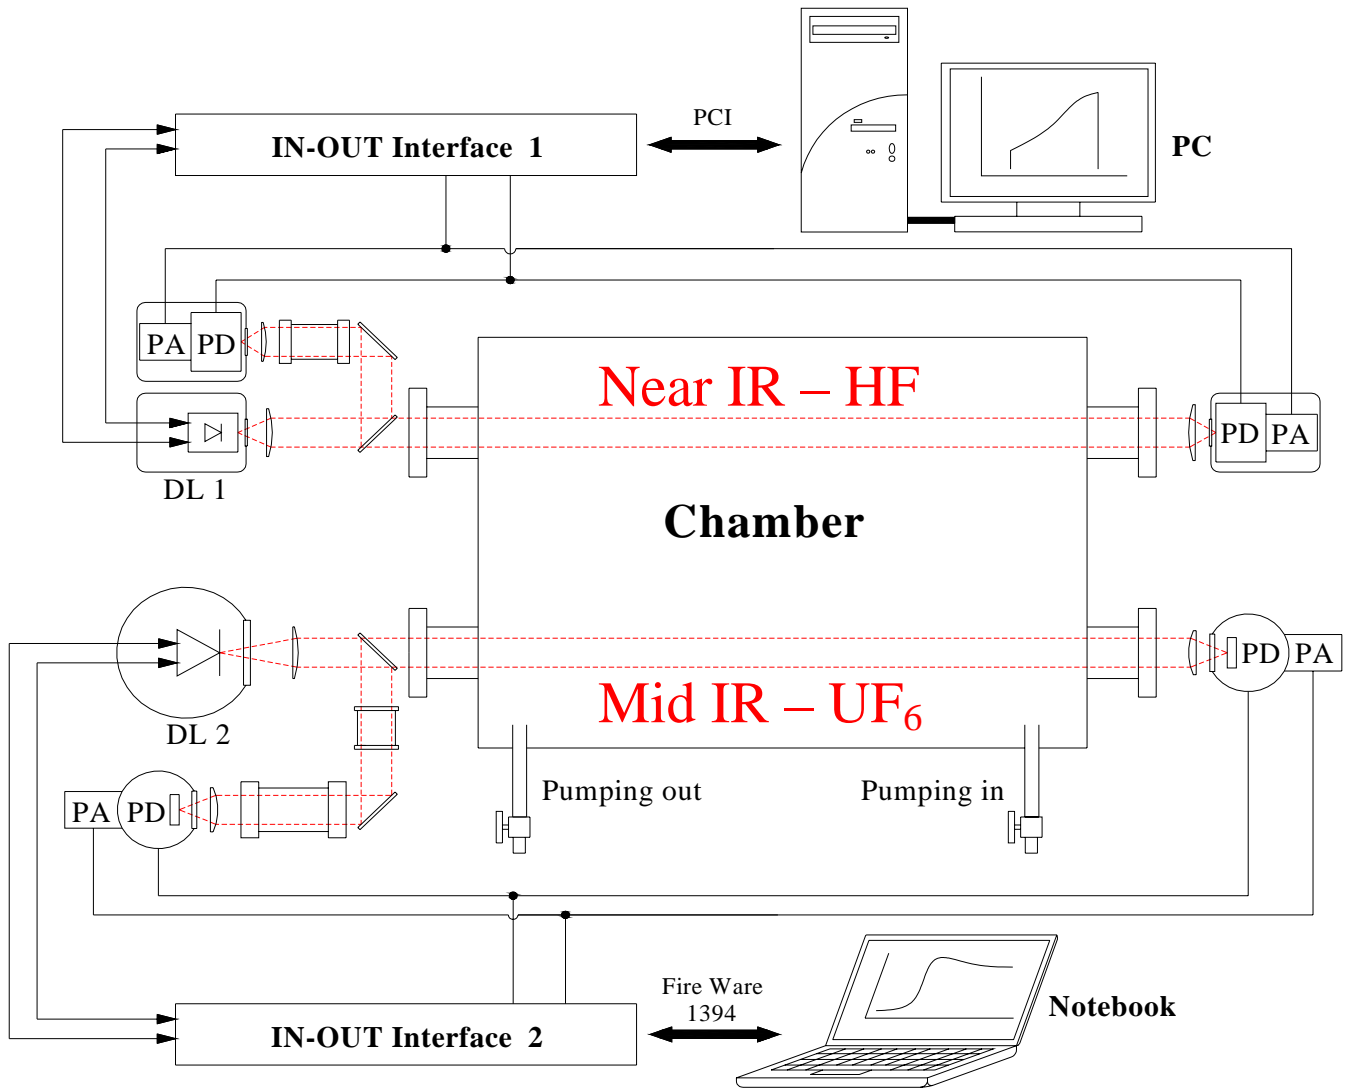 PCI
IN-OUT Interface 1
PC
PA PD
Near IR – HF
PD PA
DL 1
Chamber
PD PA
Mid IR – UF6
DL 2
Pumping out
Pumping in
PA PD
Fire Ware
1394
Notebook
IN-OUT Interface 2